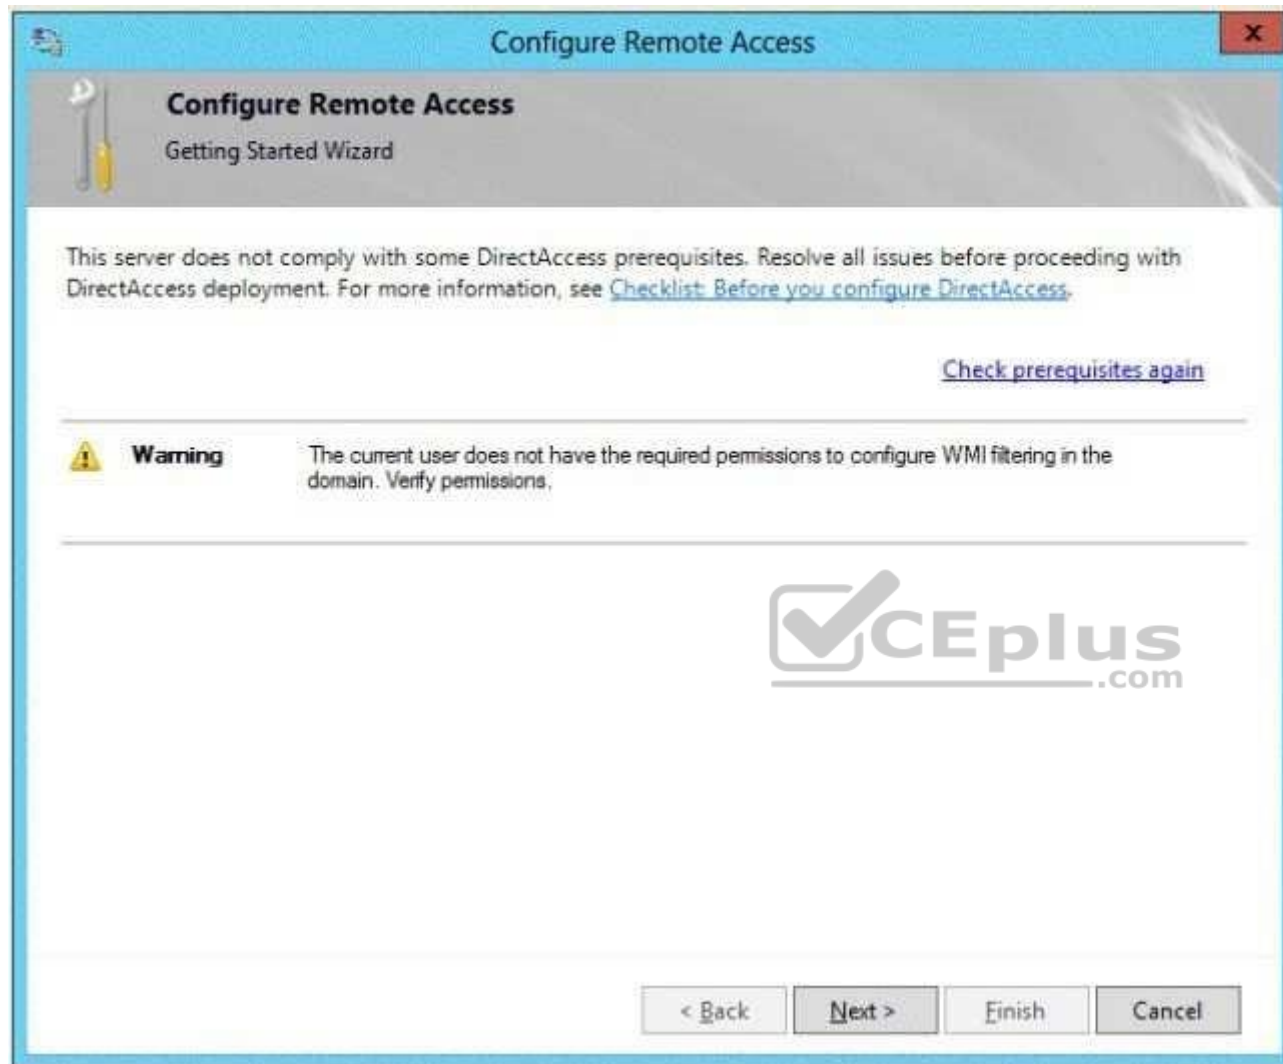 Configure Remote Access
x
Configure Remote Access
Getting Started Wizard
This server does not comply with some DirectAccess prerequisites. Resolve all issues before proceeding with
DirectAccess deployment. For more information, see Checklist: Before you configure DirectAccess.
Check prerequisites again
Warning
The current user does not have the required permissions to configure WMI filtering in the
domain. Verify permissions.
CEplus
.com
< Back
Next >
Finish
Cancel